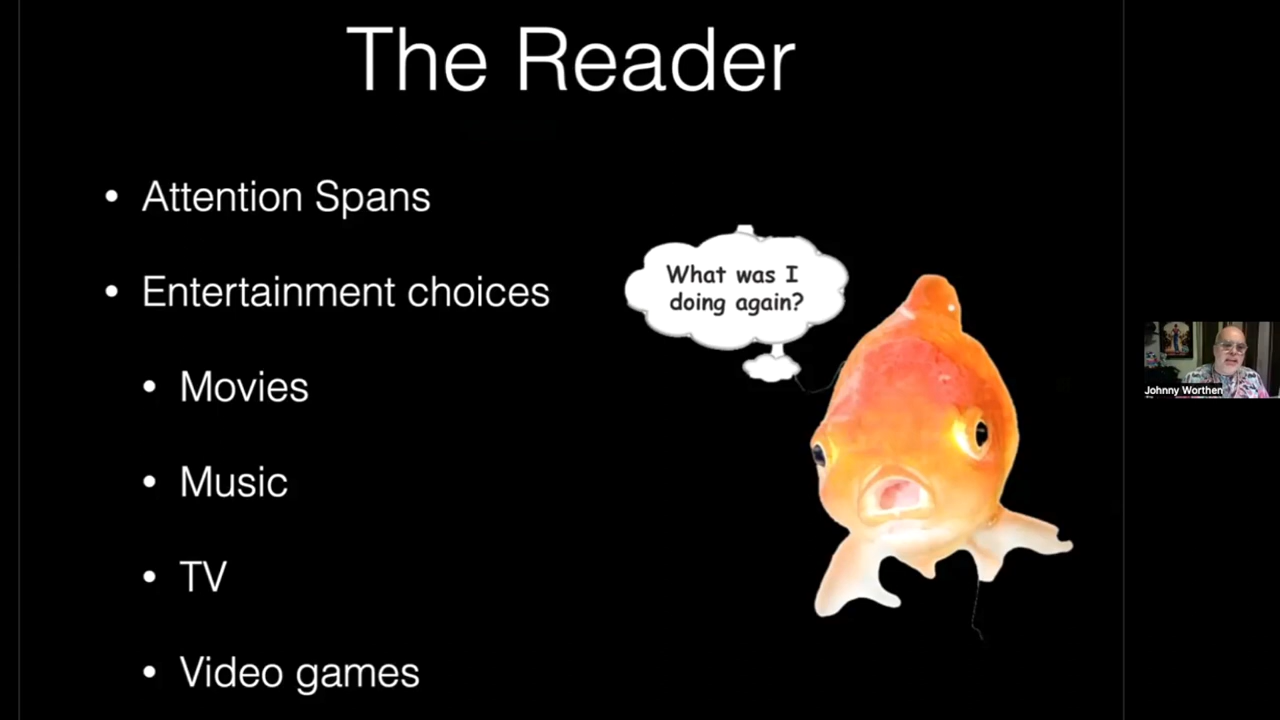 The Reader
• Attention Spans
• Entertainment choices
• Movies
• Music
• TV
• Video games
What was I
doing again?
Johnny Worthen